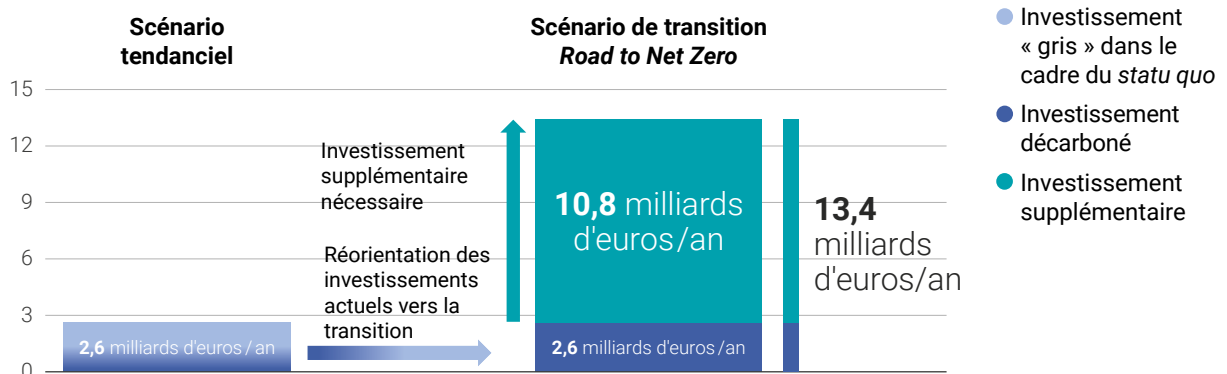 Scénario
tendanciel
Scénario de transition
Road to Net Zero
Investissement
« gris » dans le
cadre du statu quo
Investissement
décarboné
Investissement
supplémentaire
15
12
9
6
3
0
Investissement
supplémentaire
nécessaire
Réorientation des
investissements
actuels vers la
transition
2,6 milliards d'euros/an
10,8 milliards
d'euros/an
2,6 milliards d'euros/an
13,4
milliards
d'euros/an